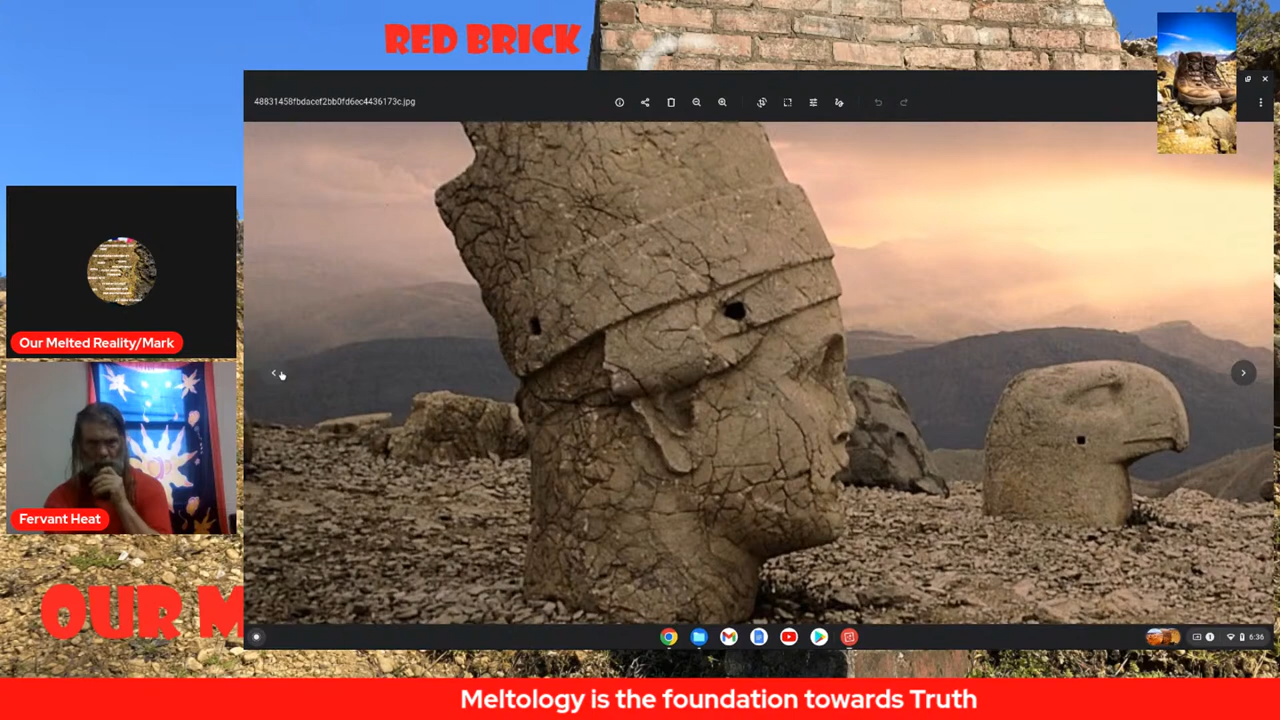 RED BRICK
48831458fbdacef2bb0fd6ec4436173c.jpg
Our Melted Reality/Mark
Fervant Heat
OUR M
6:36
Meltology is the foundation towards Truth